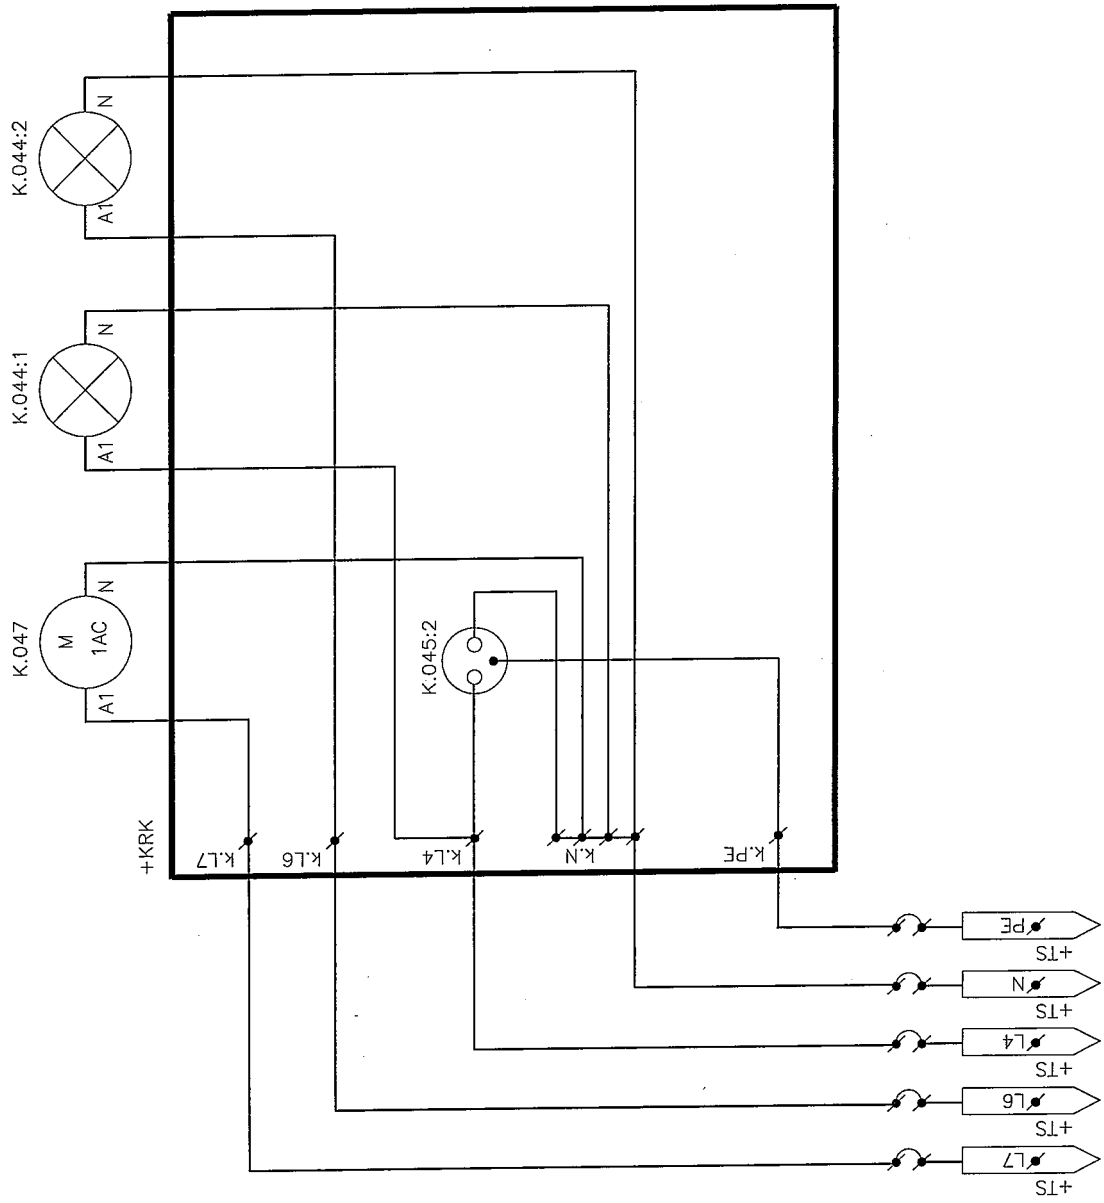 K.044:2
N
A1
K.044:1
N
A1
K.047
M
1AC
N
A1
K.045:2
+KRK
k.L7
k.L6
k.L4
k.N
k.PE
PE
+TS
N
+TS
L4
+TS
L6
+TS
L7
+TS